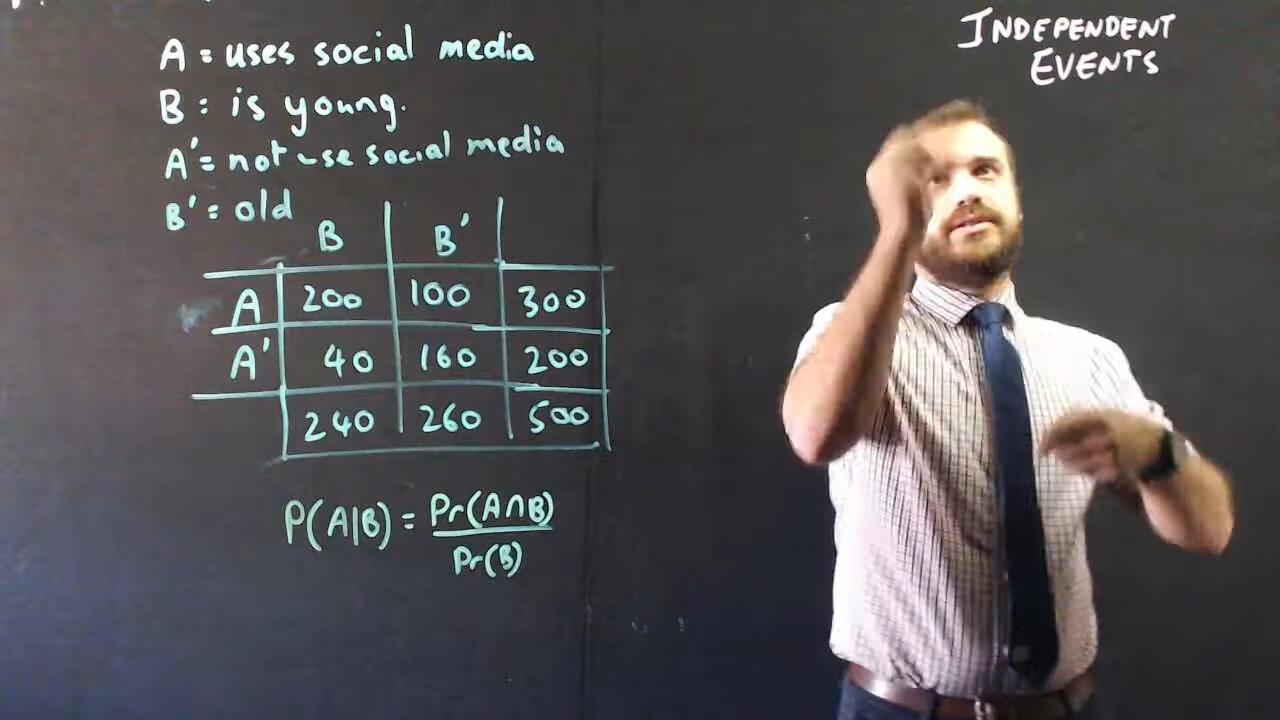 A = uses social media
B: is young.
A' = not use social media
B' = old
B B'
A 200 100 300
A' 40 160 200
240 260 500
P(A|B) = Pr(A∩B)
Pr(B)
INDEPENDENT
EVENTS